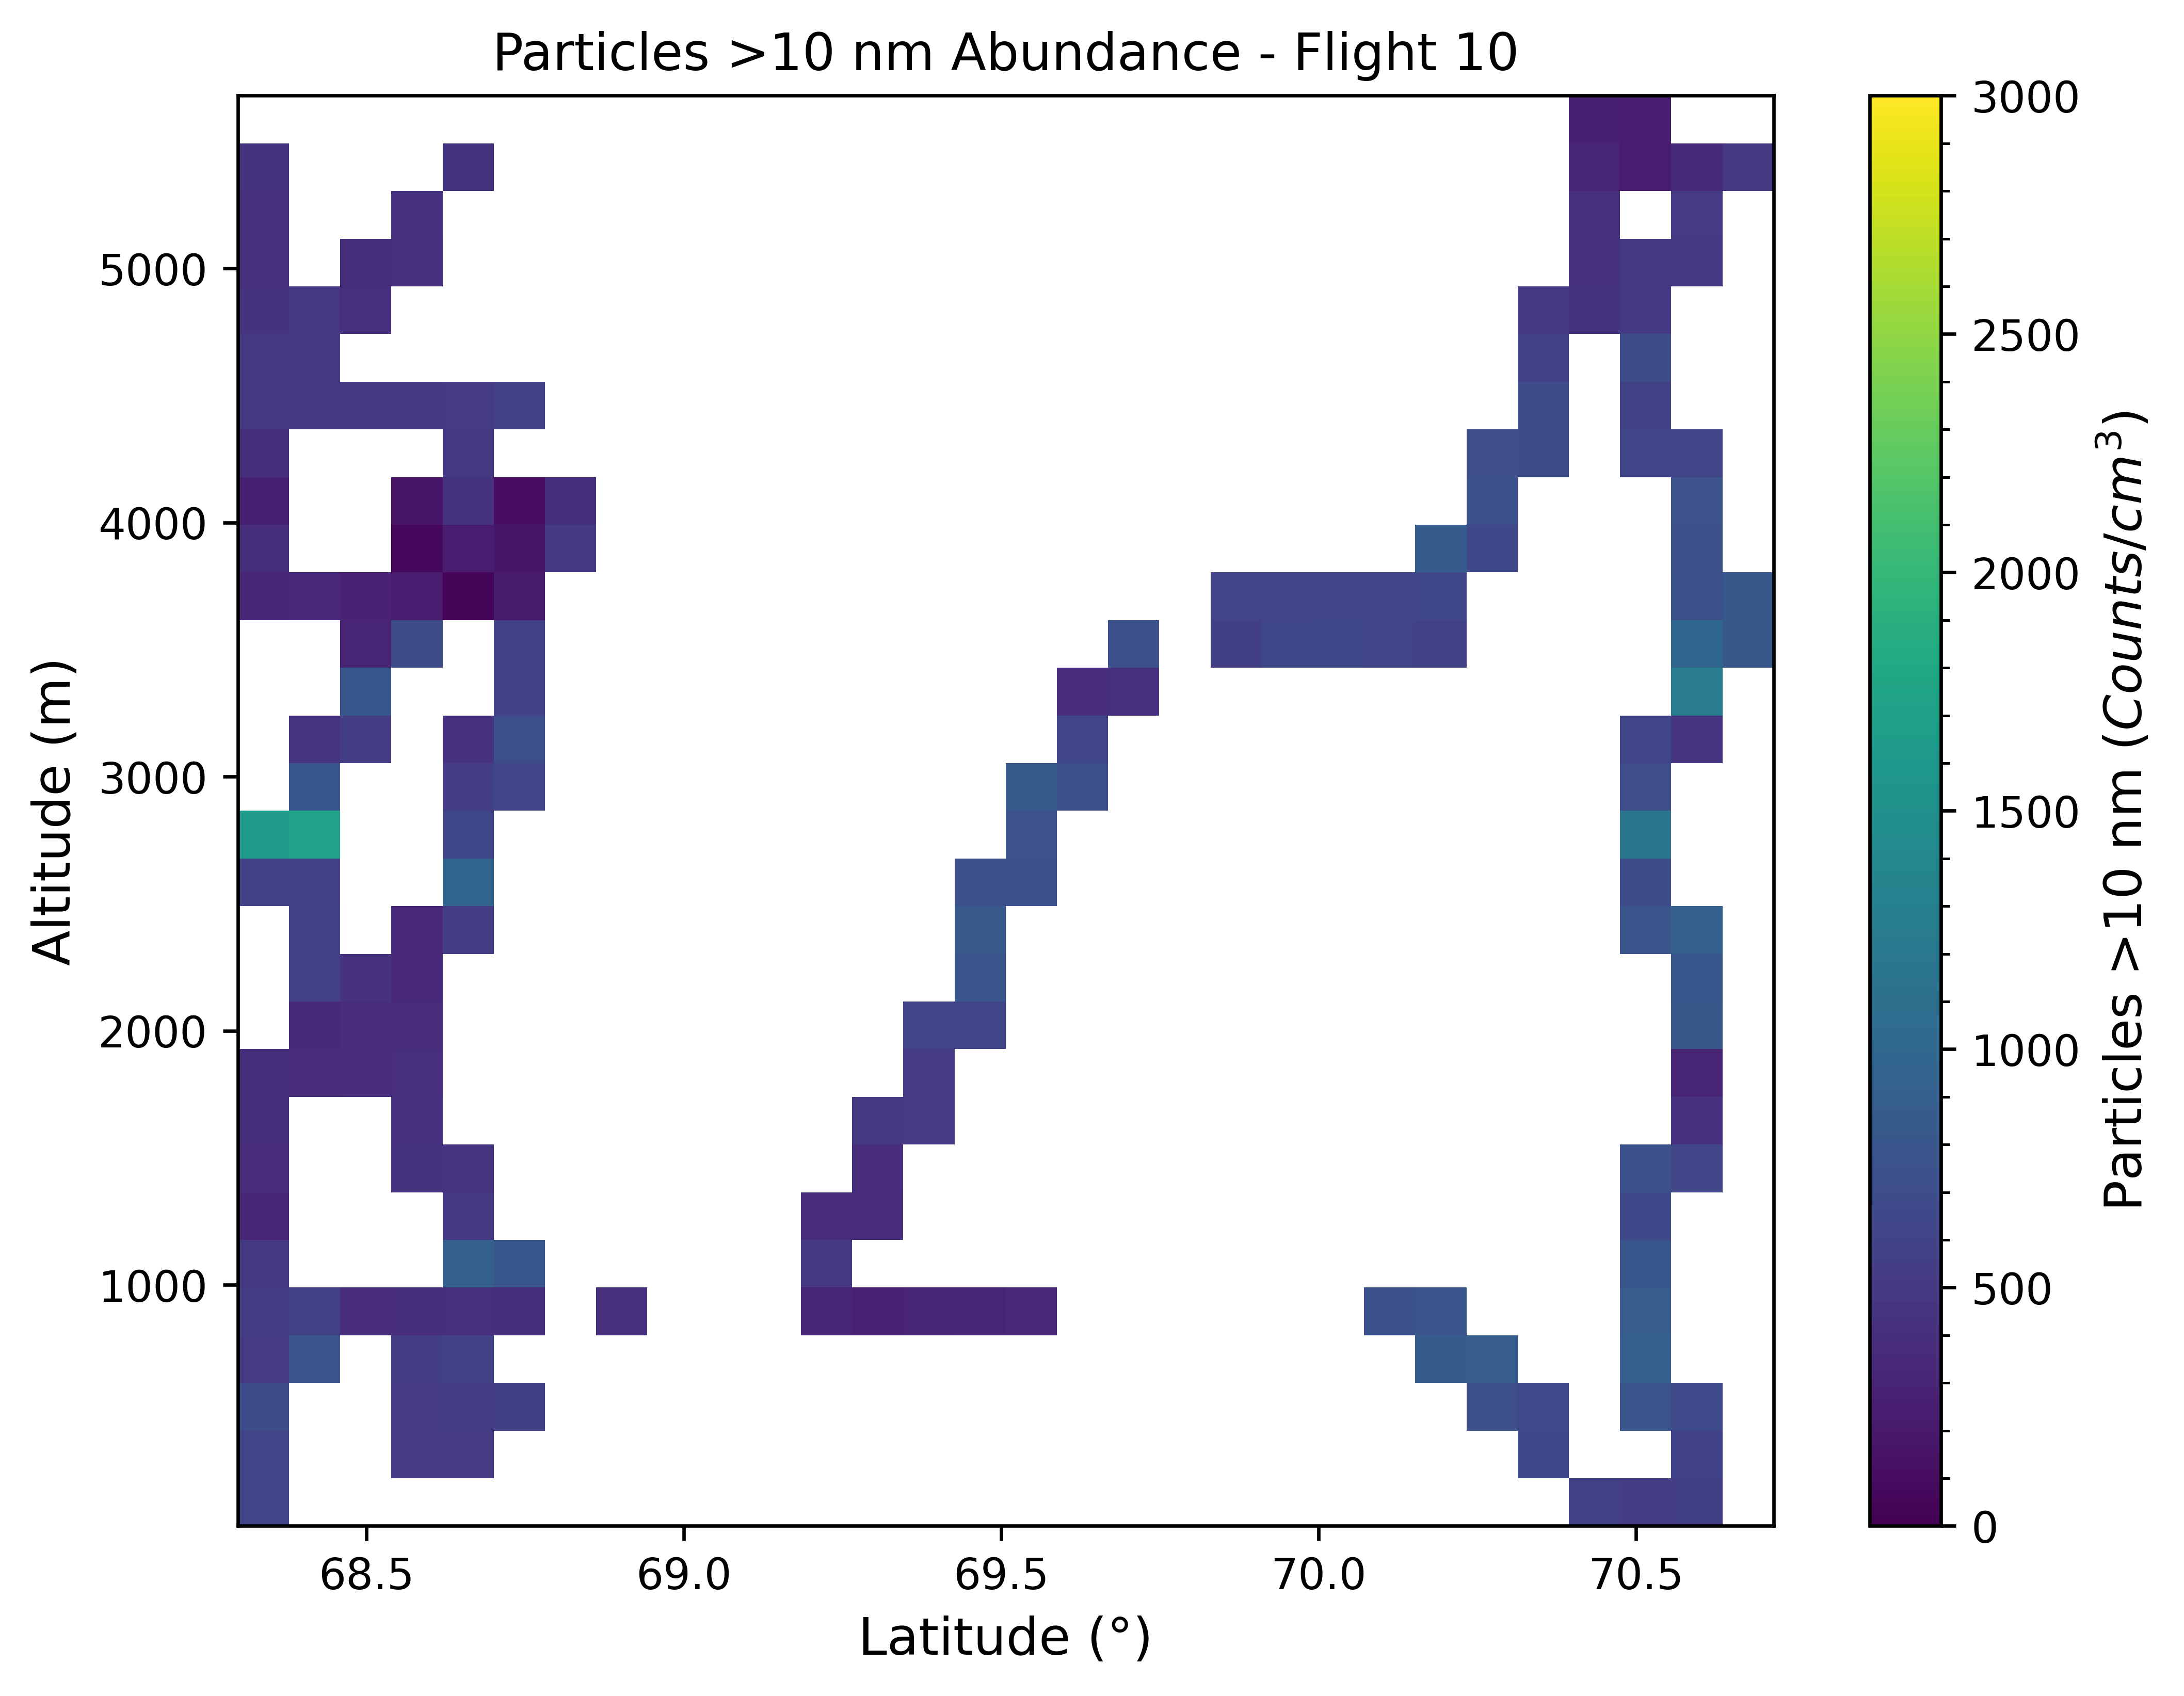 Particles >10 nm Abundance - Flight 10
5000
4000
3000
2000
1000
Altitude (m)
68.5 69.0 69.5 70.0 70.5
Latitude (°)
3000
2500
2000
1500
1000
500
0
Particles >10 nm (Counts/cm³)